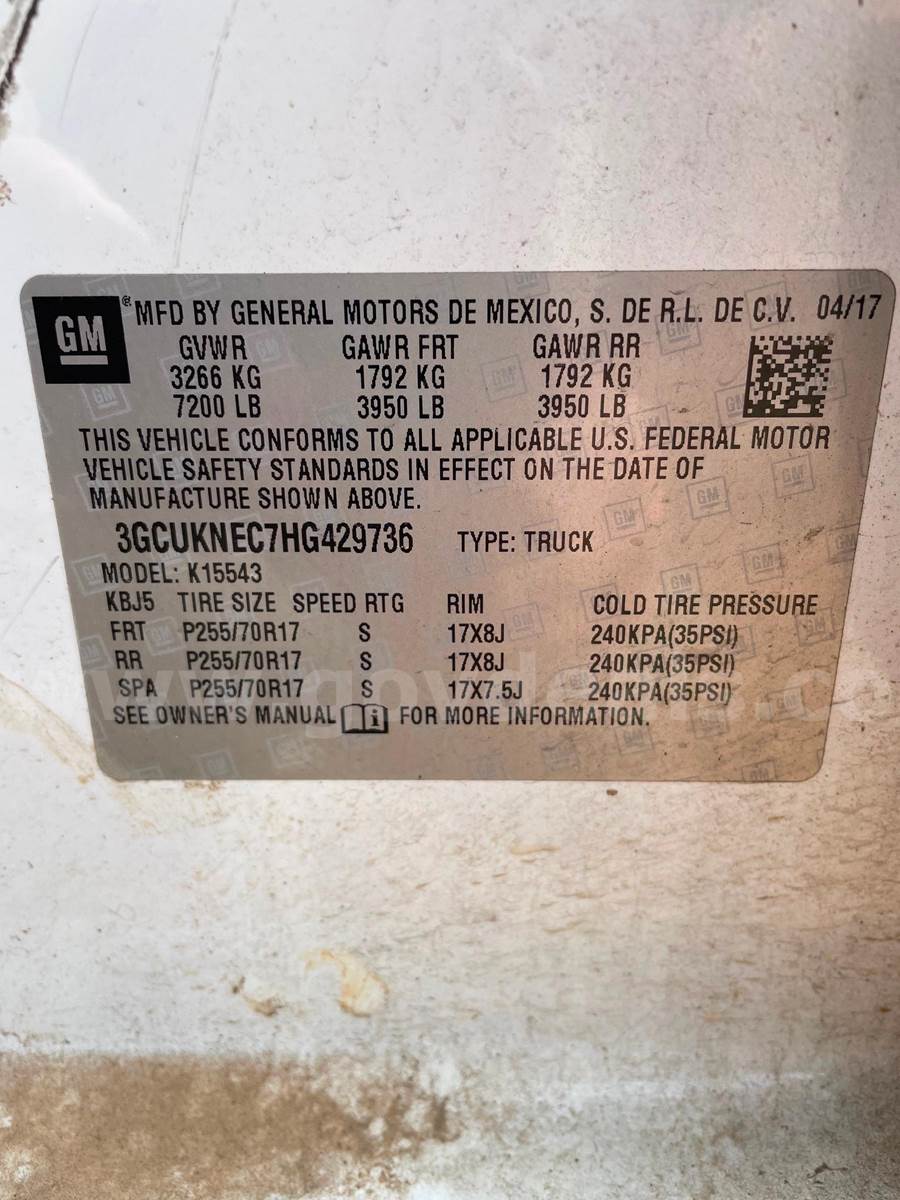 GM ® MFD BY GENERAL MOTORS DE MEXICO, S. DE R.L. DE C.V. 04/17
GVWR GAWR FRT GAWR RR
3266 KG 1792 KG 1792 KG
7200 LB 3950 LB 3950 LB
THIS VEHICLE CONFORMS TO ALL APPLICABLE U.S. FEDERAL MOTOR
VEHICLE SAFETY STANDARDS IN EFFECT ON THE DATE OF
MANUFACTURE SHOWN ABOVE.
3GCUKNEC7HG429736 TYPE: TRUCK
MODEL: K15543
KBJ5 TIRE SIZE SPEED RTG RIM COLD TIRE PRESSURE
FRT P255/70R17 S 17X8J 240KPA(35PSI)
RR P255/70R17 S 17X8J 240KPA(35PSI)
SPA P255/70R17 S 17X7.5J 240KPA(35PSI)
SEE OWNER'S MANUAL FOR MORE INFORMATION.